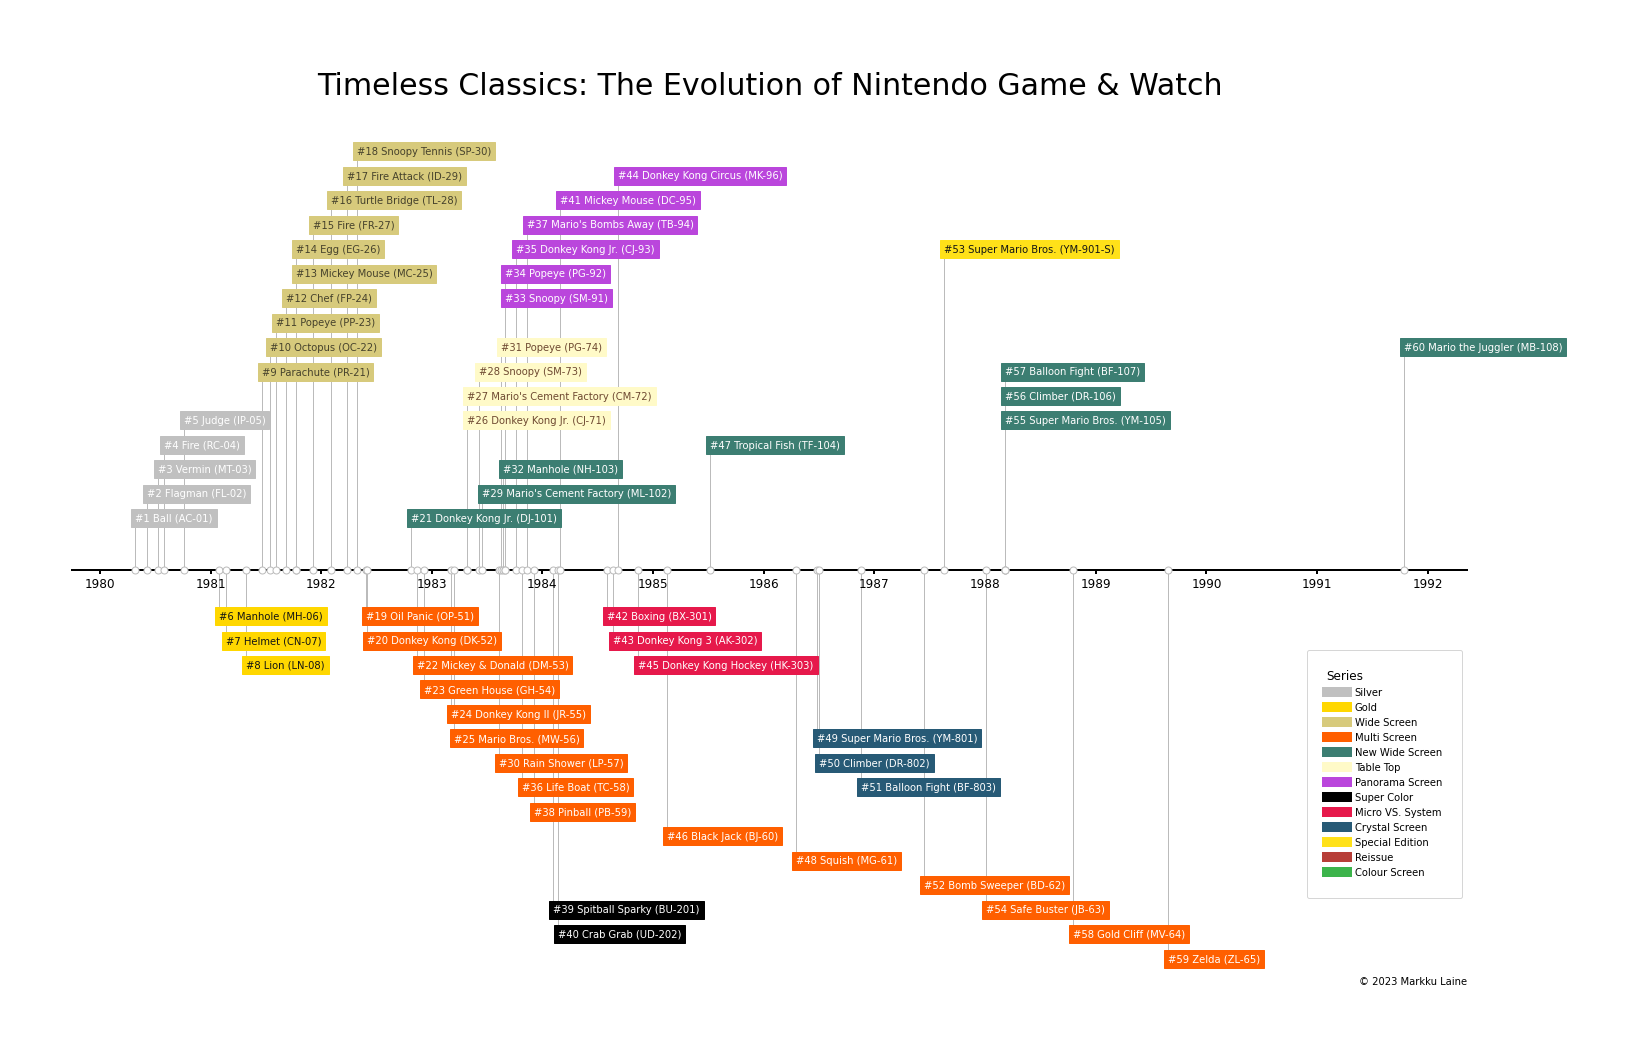 Timeless Classics: The Evolution of Nintendo Game & Watch
#18 Snoopy Tennis (SP-30)
#17 Fire Attack (ID-29)
#44 Donkey Kong Circus (MK-96)
#16 Turtle Bridge (TL-28)
#41 Mickey Mouse (DC-95)
#15 Fire (FR-27)
#37 Mario's Bombs Away (TB-94)
#14 Egg (EG-26)
#35 Donkey Kong Jr. (CJ-93)
#53 Super Mario Bros. (YM-901-S)
#13 Mickey Mouse (MC-25)
#34 Popeye (PG-92)
#12 Chef (FP-24)
#33 Snoopy (SM-91)
#11 Popeye (PP-23)
#10 Octopus (OC-22)
#31 Popeye (PG-74)
#60 Mario the Juggler (MB-108)
#9 Parachute (PR-21)
#28 Snoopy (SM-73)
#57 Balloon Fight (BF-107)
#27 Mario's Cement Factory (CM-72)
#56 Climber (DR-106)
#5 Judge (IP-05)
#26 Donkey Kong Jr. (CJ-71)
#55 Super Mario Bros. (YM-105)
#4 Fire (RC-04)
#47 Tropical Fish (TF-104)
#3 Vermin (MT-03)
#32 Manhole (NH-103)
#2 Flagman (FL-02)
#29 Mario's Cement Factory (ML-102)
#1 Ball (AC-01)
#21 Donkey Kong Jr. (DJ-101)
1980 1981 1982 1983 1984 1985 1986 1987 1988 1989 1990 1991 1992
#6 Manhole (MH-06)
#19 Oil Panic (OP-51)
#42 Boxing (BX-301)
#7 Helmet (CN-07)
#20 Donkey Kong (DK-52)
#43 Donkey Kong 3 (AK-302)
#8 Lion (LN-08)
#22 Mickey & Donald (DM-53)
#45 Donkey Kong Hockey (HK-303)
#23 Green House (GH-54)
#24 Donkey Kong II (JR-55)
#25 Mario Bros. (MW-56)
#49 Super Mario Bros. (YM-801)
#30 Rain Shower (LP-57)
#50 Climber (DR-802)
#36 Life Boat (TC-58)
#51 Balloon Fight (BF-803)
#38 Pinball (PB-59)
#46 Black Jack (BJ-60)
#48 Squish (MG-61)
#52 Bomb Sweeper (BD-62)
#39 Spitball Sparky (BU-201)
#54 Safe Buster (JB-63)
#40 Crab Grab (UD-202)
#58 Gold Cliff (MV-64)
#59 Zelda (ZL-65)
Series
Silver
Gold
Wide Screen
Multi Screen
New Wide Screen
Table Top
Panorama Screen
Super Color
Micro VS. System
Crystal Screen
Special Edition
Reissue
Colour Screen
© 2023 Markku Laine